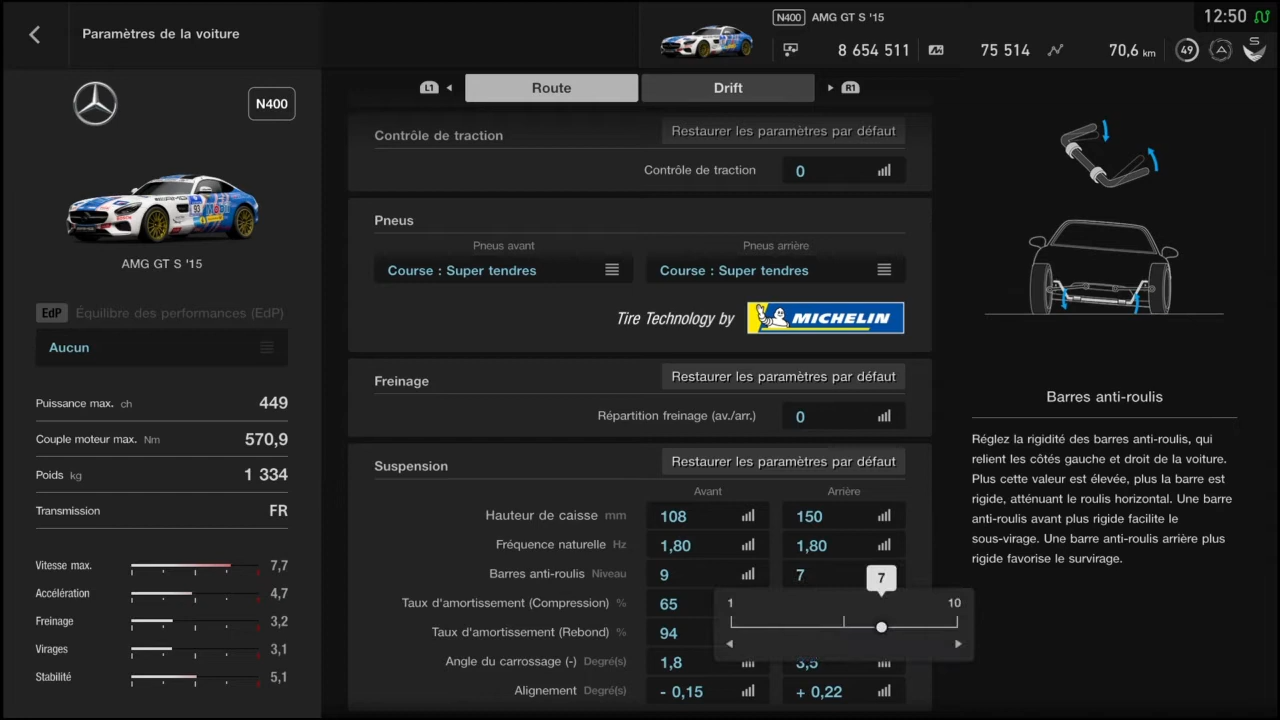 Paramètres de la voiture
N400 AMG GT S '15
12:50
8 654 511
75 514
70,6 km
49
S
N400
L1 Route Drift R1
AMG GT S '15
EdP Équilibre des performances (EdP)
Aucun
Puissance max. ch 449
Couple moteur max. Nm 570,9
Poids kg 1 334
Transmission FR
Vitesse max. 7,7
Accélération 4,7
Freinage 3,2
Virages 3,1
Stabilité 5,1
Contrôle de traction Restaurer les paramètres par défaut
Contrôle de traction 0
Pneus
Pneus avant Pneus arrière
Course : Super tendres Course : Super tendres
Tire Technology by MICHELIN
Freinage Restaurer les paramètres par défaut
Répartition freinage (av./arr.) 0
Suspension Restaurer les paramètres par défaut
Avant Arrière
Hauteur de caisse mm 108 150
Fréquence naturelle Hz 1,80 1,80
Barres anti-roulis Niveau 9 7
7
1 10
Taux d'amortissement (Compression) % 65
Taux d'amortissement (Rebond) % 94
Angle du carrossage (-) Degré(s) 1,8 3,5
Alignement Degré(s) - 0,15 + 0,22
Barres anti-roulis
Réglez la rigidité des barres anti-roulis, qui
relient les côtés gauche et droit de la voiture.
Plus cette valeur est élevée, plus la barre est
rigide, atténuant le roulis horizontal. Une barre
anti-roulis avant plus rigide facilite le
sous-virage. Une barre anti-roulis arrière plus
rigide favorise le survirage.